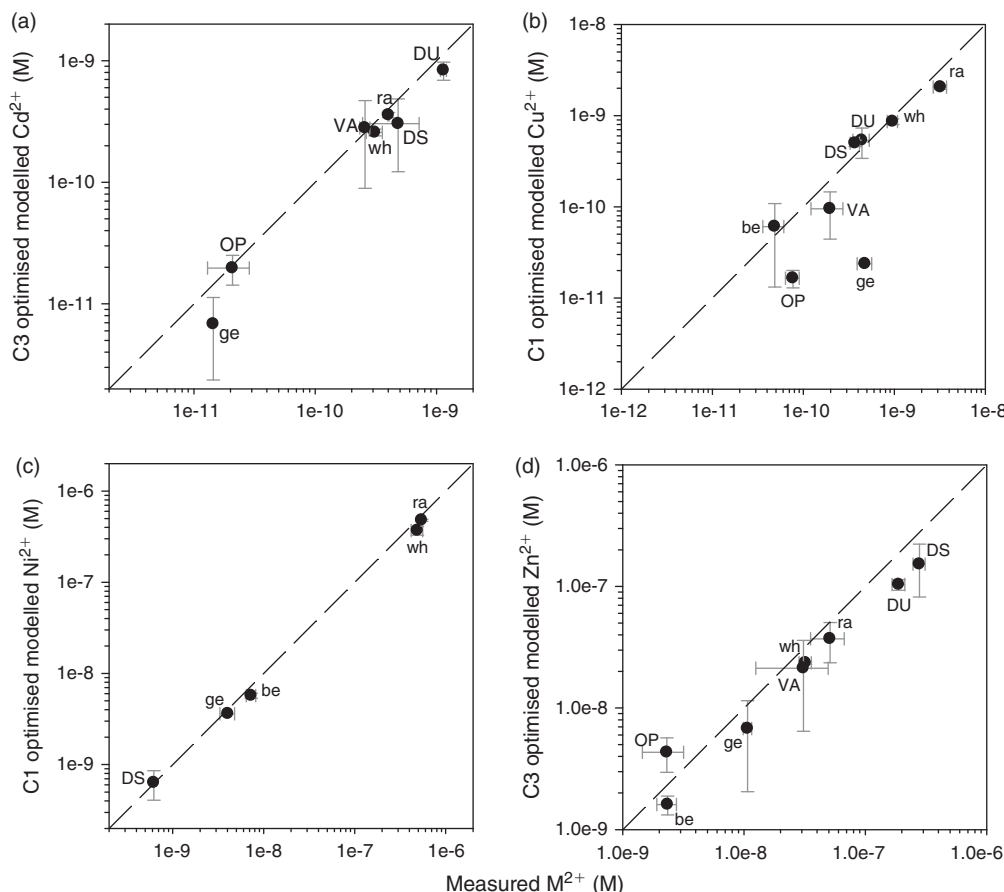 (a)
C3 optimised modelled Cd²⁺ (M)
1e-9
1e-10
1e-11
DU
ra
VA
wh
DS
OP
ge
1e-11 1e-10 1e-9
(b)
C1 optimised modelled Cu²⁺ (M)
1e-8
1e-9
1e-10
1e-11
1e-12
ra
DU
wh
DS
be
VA
OP
ge
1e-12 1e-11 1e-10 1e-9 1e-8
(c)
C1 optimised modelled Ni²⁺ (M)
1e-6
1e-7
1e-8
1e-9
ra
wh
ge
be
DS
1e-9 1e-8 1e-7 1e-6
(d)
C3 optimised modelled Zn²⁺ (M)
1.0e-6
1.0e-7
1.0e-8
1.0e-9
DS
DU
ra
wh
VA
ge
OP
be
1.0e-9 1.0e-8 1.0e-7 1.0e-6
Measured M²⁺ (M)